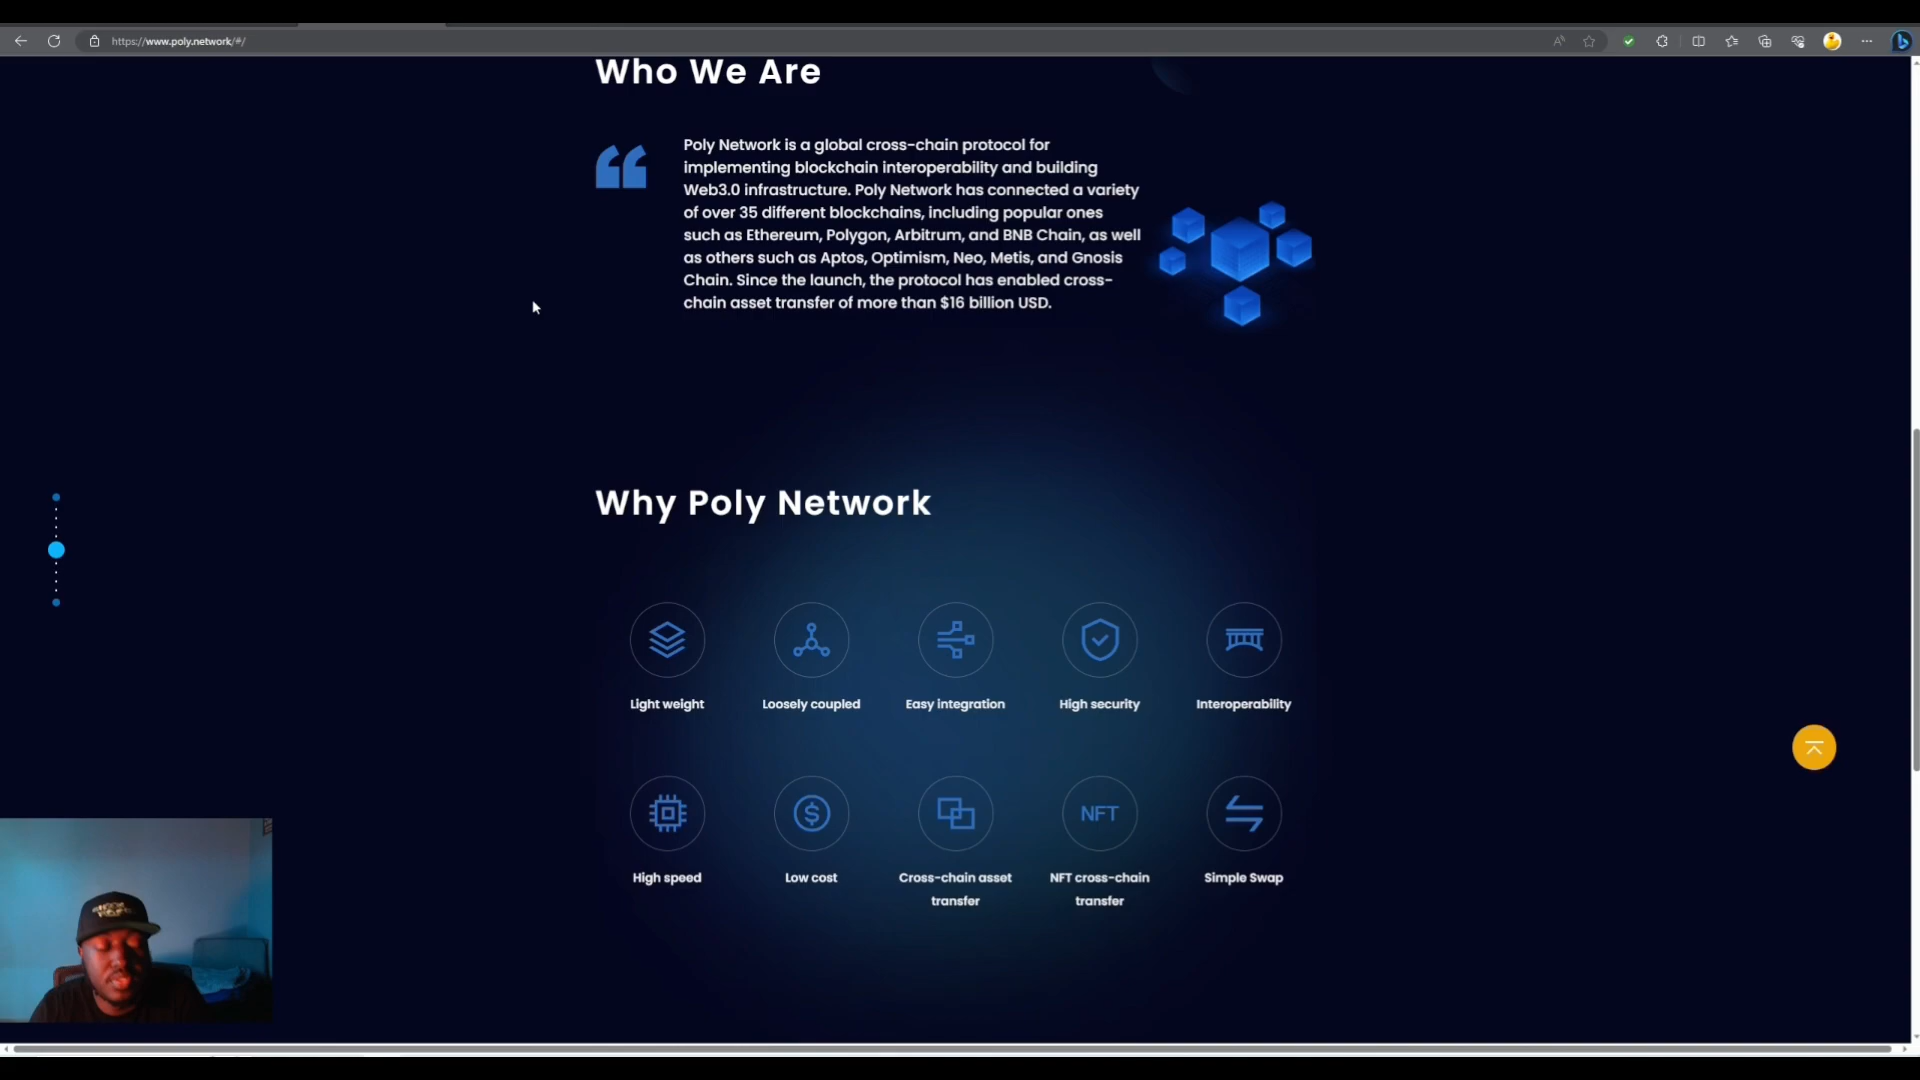 https://www.poly.network/#/
Who We Are
Poly Network is a global cross-chain protocol for
implementing blockchain interoperability and building
Web3.0 infrastructure. Poly Network has connected a variety
of over 35 different blockchains, including popular ones
such as Ethereum, Polygon, Arbitrum, and BNB Chain, as well
as others such as Aptos, Optimism, Neo, Metis, and Gnosis
Chain. Since the launch, the protocol has enabled cross-
chain asset transfer of more than $16 billion USD.
Why Poly Network
Light weight
Loosely coupled
Easy integration
High security
Interoperability
NFT
High speed
Low cost
Cross-chain asset
transfer
NFT cross-chain
transfer
Simple Swap